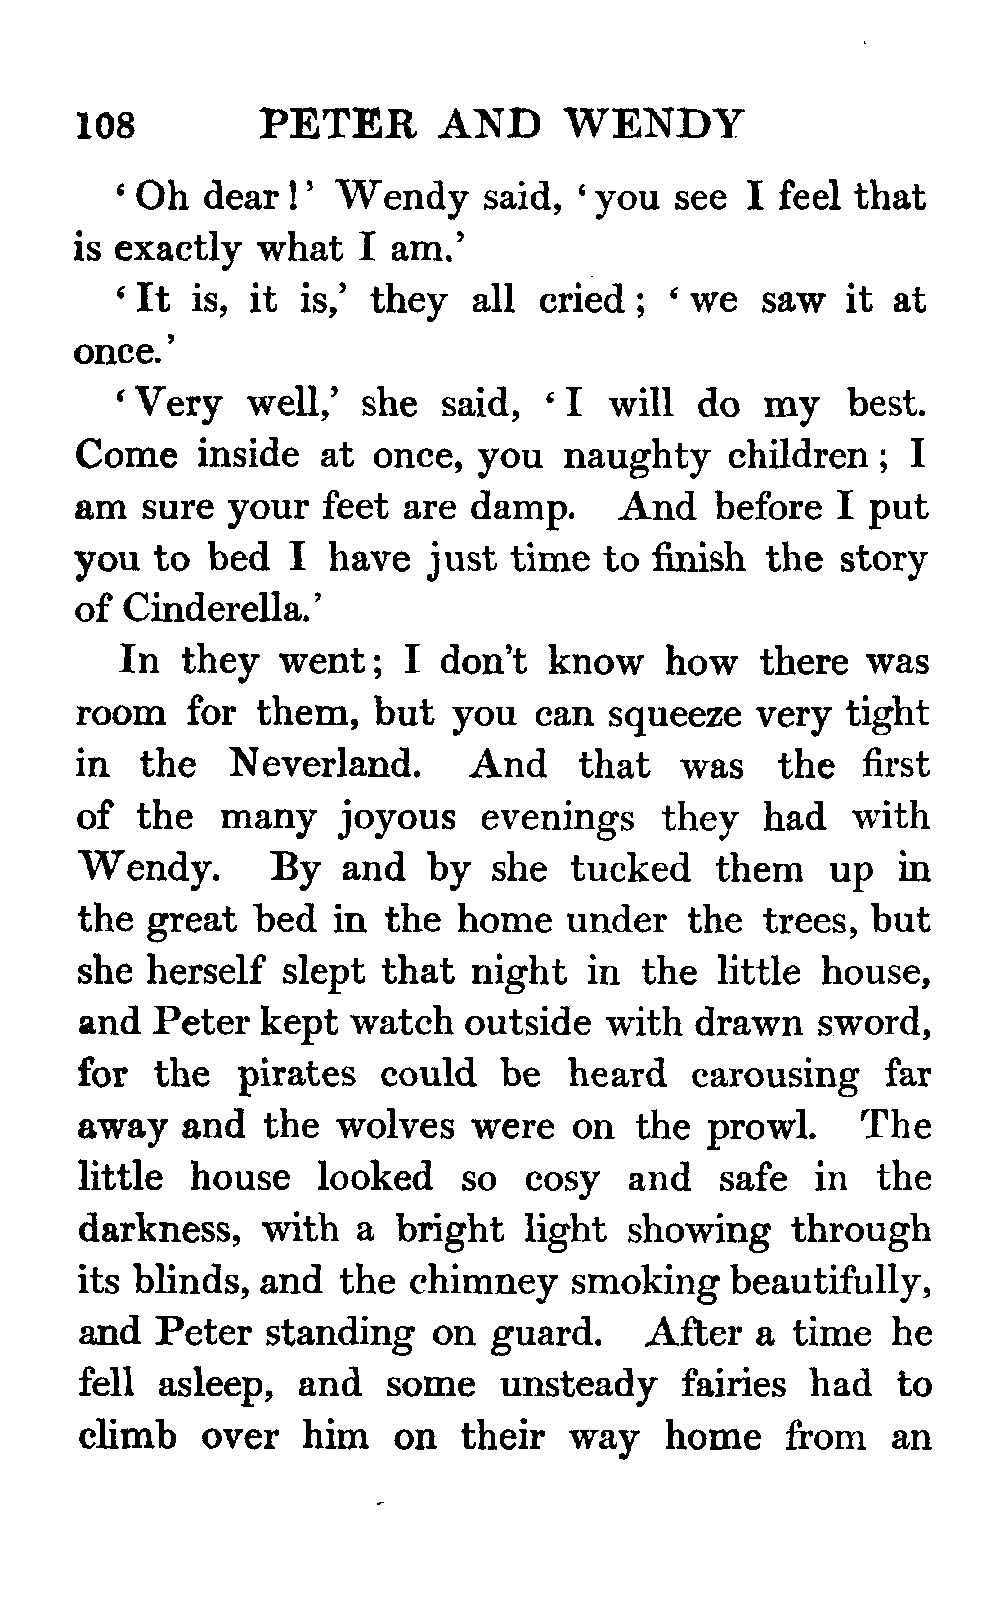 108 PETER AND WENDY
‘Oh dear!’ Wendy said, ‘you see I feel that
is exactly what I am.’
‘It is, it is,’ they all cried; ‘we saw it at
once.’
‘Very well,’ she said, ‘I will do my best.
Come inside at once, you naughty children; I
am sure your feet are damp. And before I put
you to bed I have just time to finish the story
of Cinderella.’
In they went; I don’t know how there was
room for them, but you can squeeze very tight
in the Neverland. And that was the first
of the many joyous evenings they had with
Wendy. By and by she tucked them up in
the great bed in the home under the trees, but
she herself slept that night in the little house,
and Peter kept watch outside with drawn sword,
for the pirates could be heard carousing far
away and the wolves were on the prowl. The
little house looked so cosy and safe in the
darkness, with a bright light showing through
its blinds, and the chimney smoking beautifully,
and Peter standing on guard. After a time he
fell asleep, and some unsteady fairies had to
climb over him on their way home from an